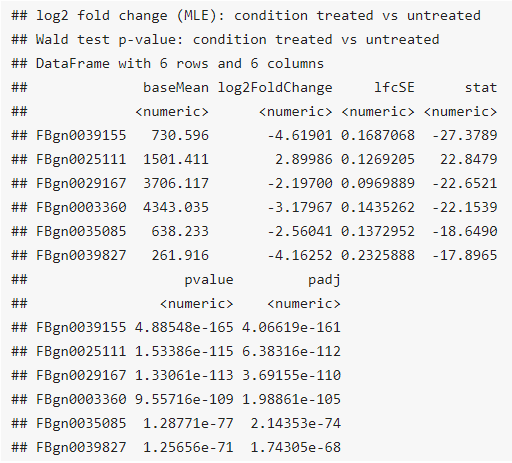 ## log2 fold change (MLE): condition treated vs untreated
## Wald test p-value: condition treated vs untreated
## DataFrame with 6 rows and 6 columns
##              baseMean log2FoldChange     lfcSE      stat
##             <numeric>      <numeric> <numeric> <numeric>
## FBgn0039155   730.596       -4.61901 0.1687068  -27.3789
## FBgn0025111  1501.411        2.89986 0.1269205   22.8479
## FBgn0029167  3706.117       -2.19700 0.0969889  -22.6521
## FBgn0003360  4343.035       -3.17967 0.1435262  -22.1539
## FBgn0035085   638.233       -2.56041 0.1372952  -18.6490
## FBgn0039827   261.916       -4.16252 0.2325888  -17.8965
##                  pvalue         padj
##               <numeric>    <numeric>
## FBgn0039155 4.88548e-165 4.06619e-161
## FBgn0025111 1.53386e-115 6.38316e-112
## FBgn0029167 1.33061e-113 3.69155e-110
## FBgn0003360 9.55716e-109 1.98861e-105
## FBgn0035085  1.28771e-77  2.14353e-74
## FBgn0039827  1.25656e-71  1.74305e-68